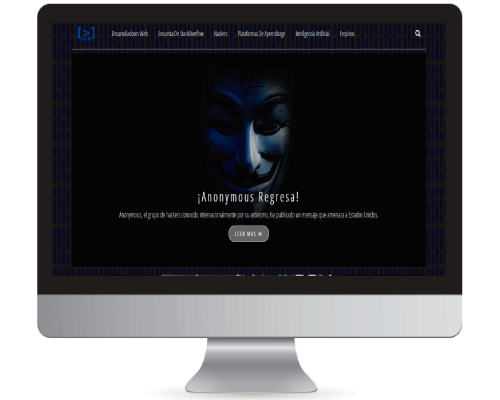 Desarrolladores Web Encuesta De StackOverflow Hackers Plataformas De Aprendizaje Inteligencia Artificial Empleos
¡Anonymous Regresa!
Anonymous, el grupo de hackers conocido internacionalmente por su activismo, ha publicado un mensaje que amenaza a Estados Unidos.
LEER MAS »